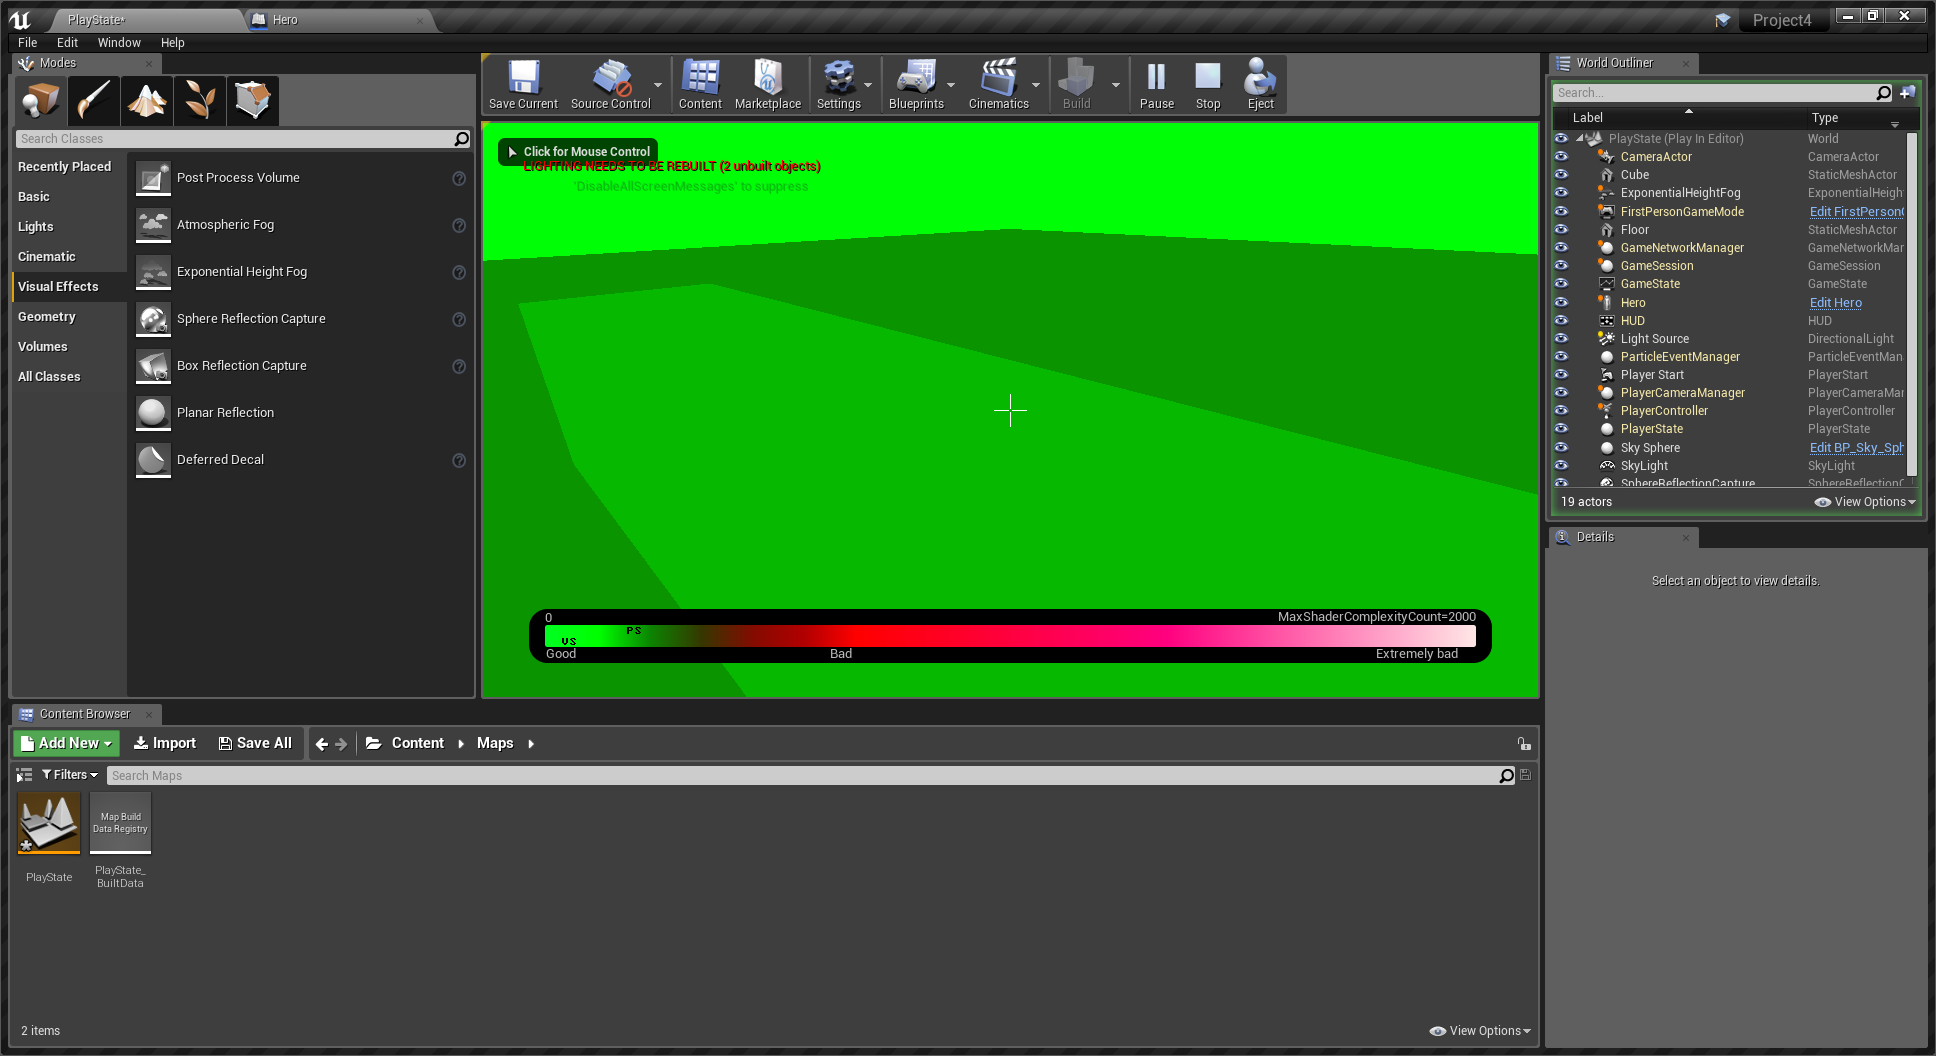 PlayState*
Hero
Project4
File Edit Window Help
Modes
Search Classes
Recently Placed
Basic
Lights
Cinematic
Visual Effects
Geometry
Volumes
All Classes
Post Process Volume
Atmospheric Fog
Exponential Height Fog
Sphere Reflection Capture
Box Reflection Capture
Planar Reflection
Deferred Decal
Save Current
Source Control
Content
Marketplace
Settings
Blueprints
Cinematics
Build
Pause
Stop
Eject
Click for Mouse Control
LIGHTING NEEDS TO BE REBUILT (2 unbuilt objects)
'DisableAllScreenMessages' to suppress
0
MaxShaderComplexityCount=2000
VS
PS
Good
Bad
Extremely bad
World Outliner
Search...
Label Type
PlayState (Play In Editor) World
CameraActor CameraActor
Cube StaticMeshActor
ExponentialHeightFog ExponentialHeigh
FirstPersonGameMode Edit FirstPerson
Floor StaticMeshActor
GameNetworkManager GameNetworkMar
GameSession GameSession
GameState GameState
Hero Edit Hero
HUD HUD
Light Source DirectionalLight
ParticleEventManager ParticleEventMan
Player Start PlayerStart
PlayerCameraManager PlayerCameraMar
PlayerController PlayerController
PlayerState PlayerState
Sky Sphere Edit BP_Sky_Sph
SkyLight SkyLight
SphereReflectionCapture SphereReflectionC
19 actors
View Options
Details
Select an object to view details.
Content Browser
Add New
Import
Save All
Content
Maps
Filters
Search Maps
Map Build
Data Registry
PlayState
PlayState_
BuiltData
2 items
View Options